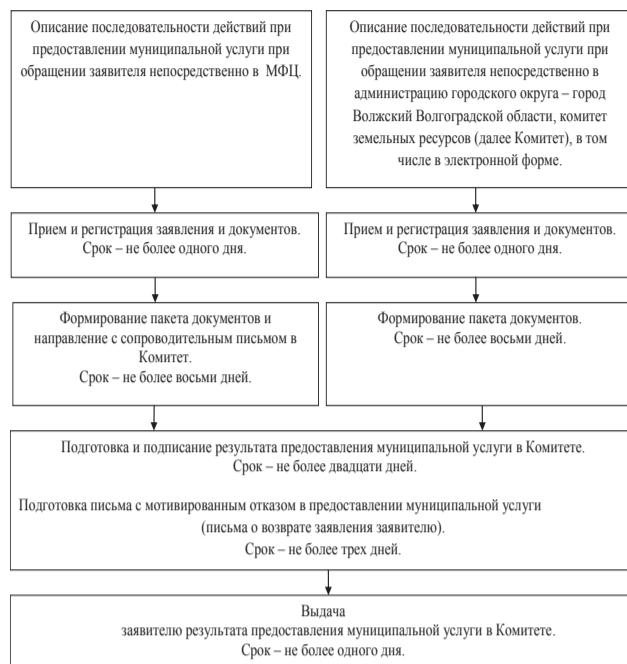 Описание последовательности действий при
предоставлении муниципальной услуги при
обращении заявителя непосредственно в МФЦ.
Описание последовательности действий при
предоставлении муниципальной услуги при
обращении заявителя непосредственно в
администрацию городского округа – город
Волжский Волгоградской области, комитет
земельных ресурсов (далее Комитет), в том
числе в электронной форме.
Прием и регистрация заявления и документов.
Срок – не более одного дня.
Прием и регистрация заявления и документов.
Срок – не более одного дня.
Формирование пакета документов и
направление с сопроводительным письмом в
Комитет.
Срок – не более восьми дней.
Формирование пакета документов.
Срок – не более восьми дней.
Подготовка и подписание результата предоставления муниципальной услуги в Комитете.
Срок – не более двадцати дней.
Подготовка письма с мотивированным отказом в предоставлении муниципальной услуги
(письма о возврате заявления заявителю).
Срок – не более трех дней.
Выдача
заявителю результата предоставления муниципальной услуги в Комитете.
Срок – не более одного дня.